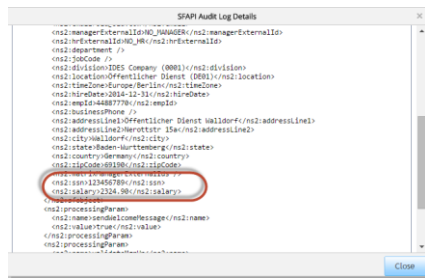 SFAPI Audit Log Details
<ns2:managerExternalId>NO_MANAGER</ns2:managerExternalId>
<ns2:hrExternalId>NO_HR</ns2:hrExternalId>
<ns2:department />
<ns2:jobCode />
<ns2:division>IDES Company (0001)</ns2:division>
<ns2:location>Öffentlicher Dienst (DE01)</ns2:location>
<ns2:timeZone>Europe/Berlin</ns2:timeZone>
<ns2:hireDate>2014-12-31</ns2:hireDate>
<ns2:empId>44887770</ns2:empId>
<ns2:businessPhone />
<ns2:addressLine1>Öffentlicher Dienst Walldorf</ns2:addressLine1>
<ns2:addressLine2>Nerottstr 15a</ns2:addressLine2>
<ns2:city>Walldorf</ns2:city>
<ns2:state>Baden-Wurttemberg</ns2:state>
<ns2:country>Germany</ns2:country>
<ns2:zipCode>69190</ns2:zipCode>
<ns2:matrixManagerExternalIds />
<ns2:ssn>123456789</ns2:ssn>
<ns2:salary>2324.90</ns2:salary>
</ns2:sfobject>
<ns2:processingParam>
<ns2:name>sendWelcomeMessage</ns2:name>
<ns2:value>true</ns2:value>
</ns2:processingParam>
<ns2:processingParam>
Close